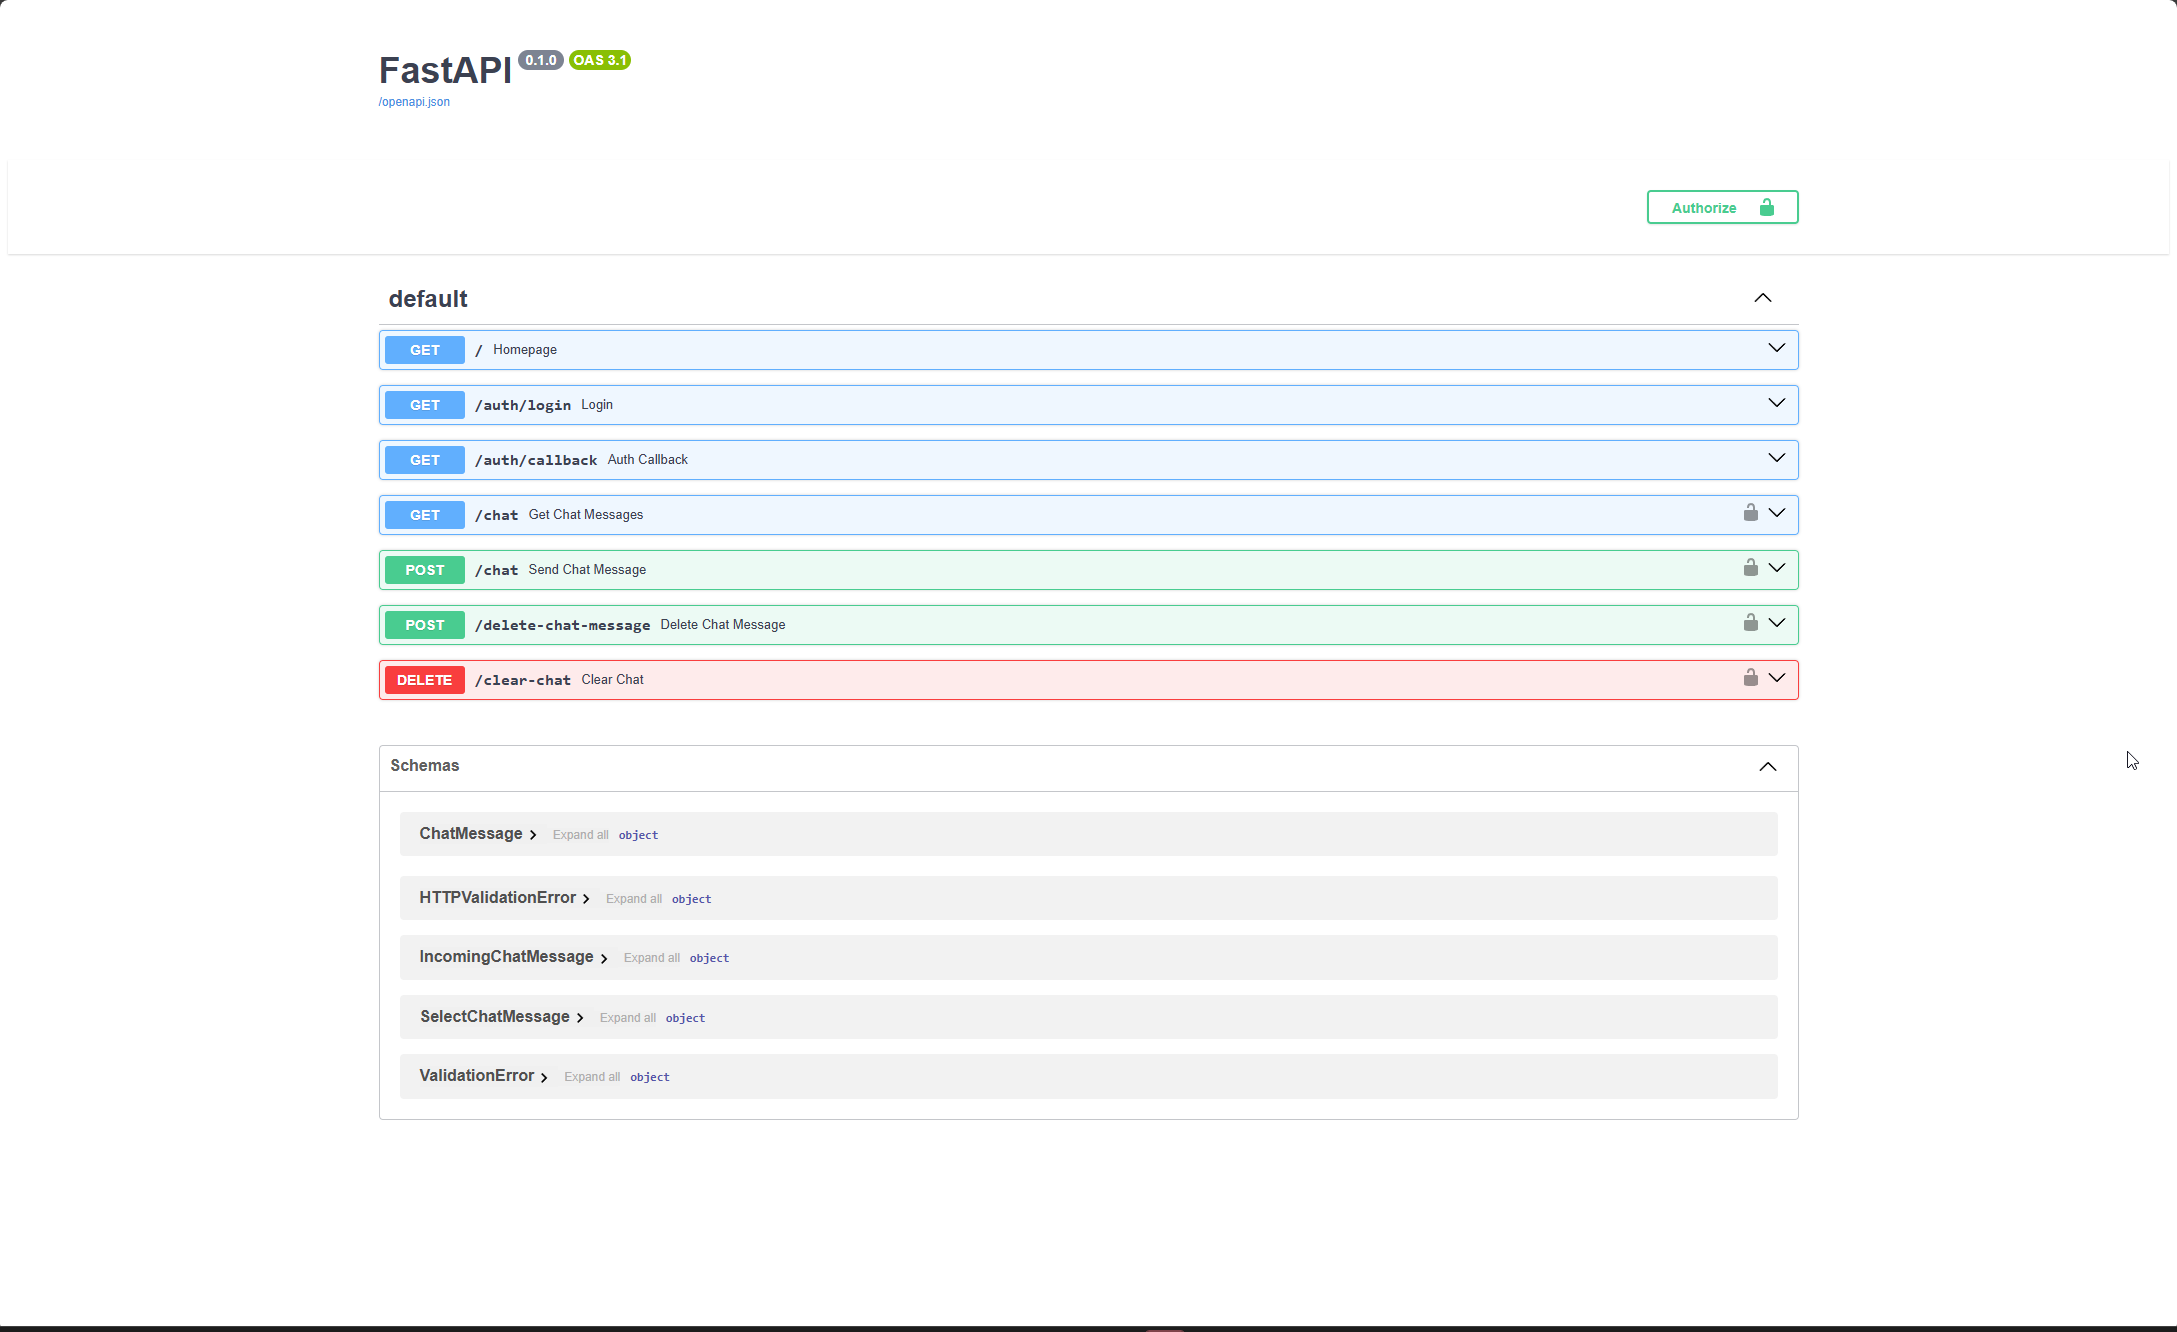 FastAPI 0.1.0 OAS 3.1
/openapi.json
Authorize
default
GET / Homepage
GET /auth/login Login
GET /auth/callback Auth Callback
GET /chat Get Chat Messages
POST /chat Send Chat Message
POST /delete-chat-message Delete Chat Message
DELETE /clear-chat Clear Chat
Schemas
ChatMessage Expand all object
HTTPValidationError Expand all object
IncomingChatMessage Expand all object
SelectChatMessage Expand all object
ValidationError Expand all object